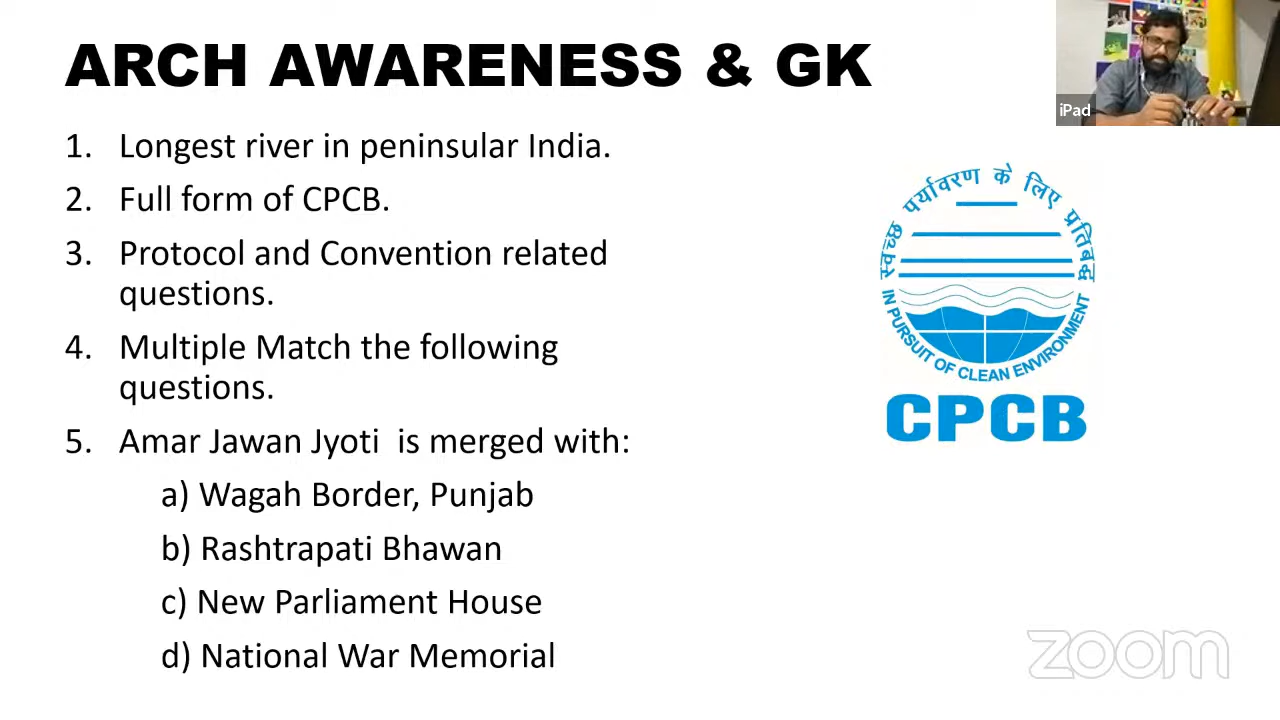 ARCH AWARENESS & GK
iPad
1. Longest river in peninsular India.
2. Full form of CPCB.
3. Protocol and Convention related
questions.
4. Multiple Match the following
questions.
5. Amar Jawan Jyoti is merged with:
a) Wagah Border, Punjab
b) Rashtrapati Bhawan
c) New Parliament House
d) National War Memorial
स्वच्छ पर्यावरण के लिए प्रतिबद्ध
IN PURSUIT OF CLEAN ENVIRONMENT
CPCB
zoom